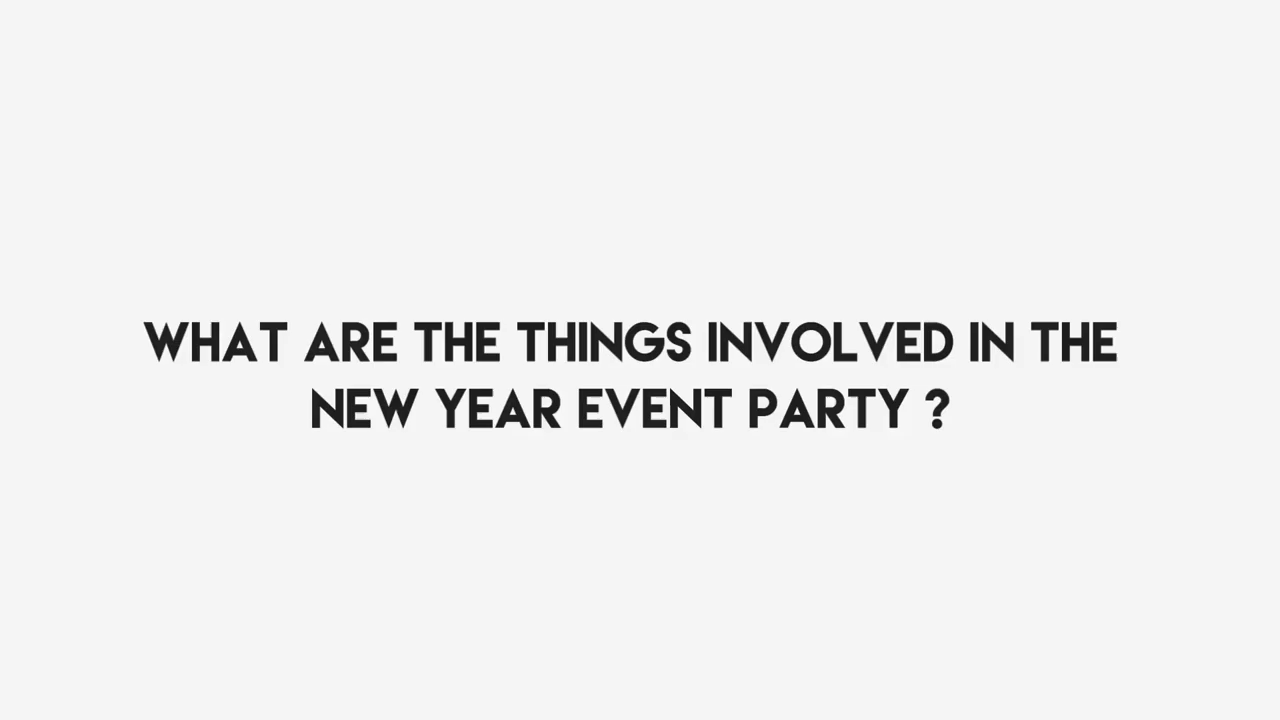 WHAT ARE THE THINGS INVOLVED IN THE
NEW YEAR EVENT PARTY ?